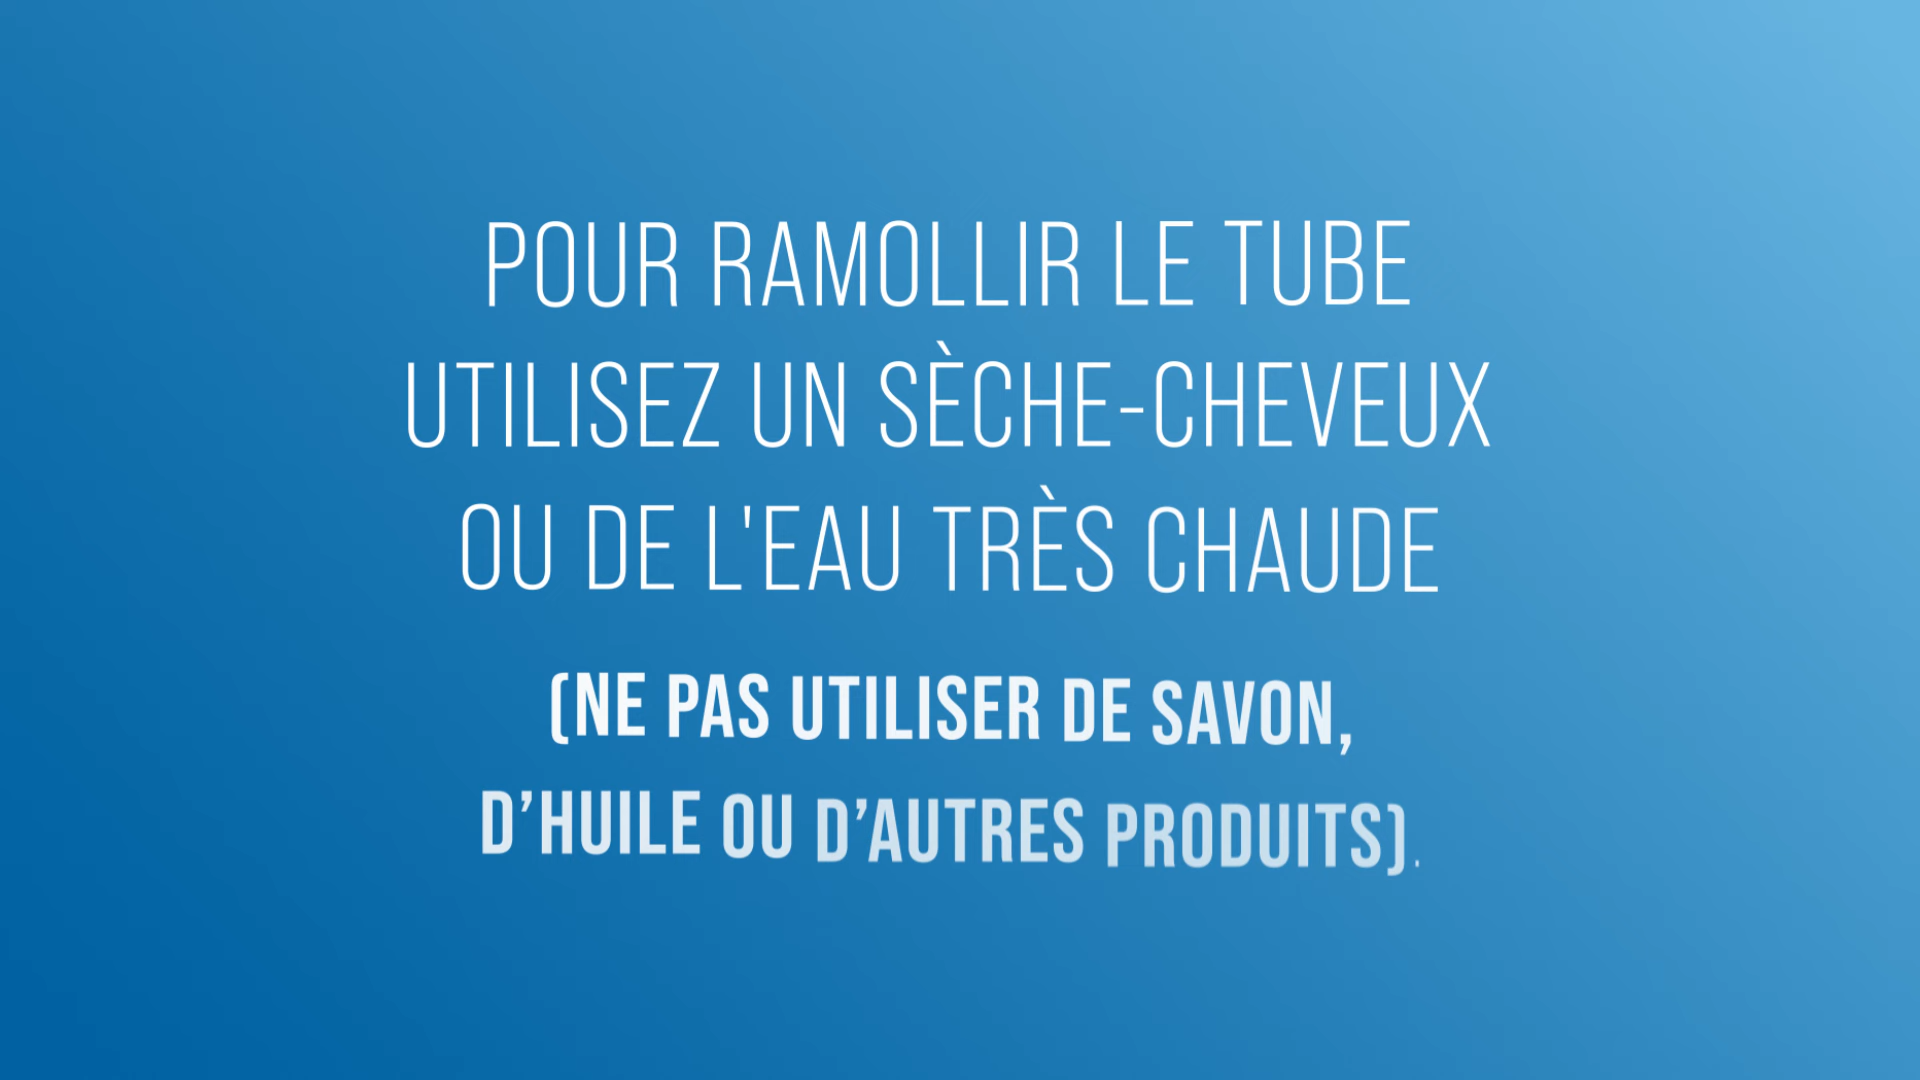 POUR RAMOLLIR LE TUBE
UTILISEZ UN SÈCHE-CHEVEUX
OU DE L'EAU TRÈS CHAUDE
(NE PAS UTILISER DE SAVON,
D’HUILE OU D’AUTRES PRODUITS).